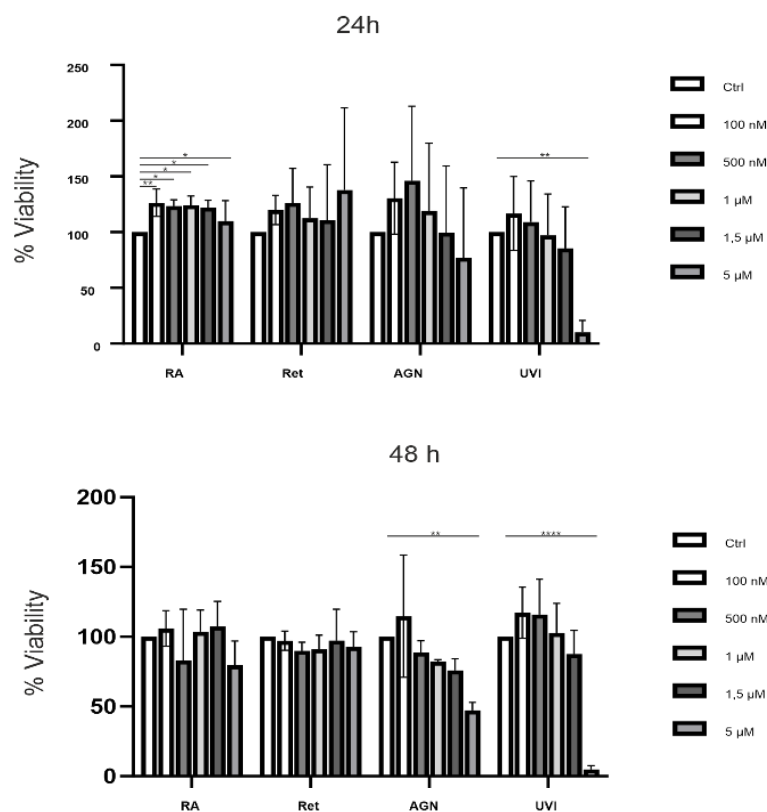 24h
% Viability
250
200
150
100
50
0
*
*
*
*
**
**
RA
Ret
AGN
UVI
Ctrl
100 nM
500 nM
1 µM
1,5 µM
5 µM
48 h
% Viability
200
150
100
50
0
**
****
RA
Ret
AGN
UVI
Ctrl
100 nM
500 nM
1 µM
1,5 µM
5 µM